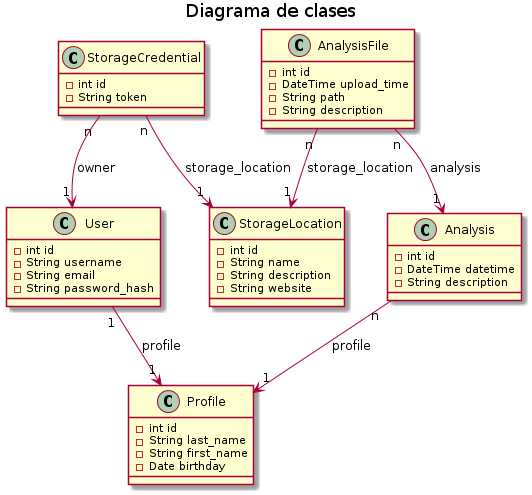 Diagrama de clases
C StorageCredential
int id
String token
C AnalysisFile
int id
DateTime upload_time
String path
String description
n
n
n
n
owner
storage_location
storage_location
analysis
1
1
1
1
C User
int id
String username
String email
String password_hash
C StorageLocation
int id
String name
String description
String website
C Analysis
int id
DateTime datetime
String description
1
n
profile
profile
1
1
C Profile
int id
String last_name
String first_name
Date birthday